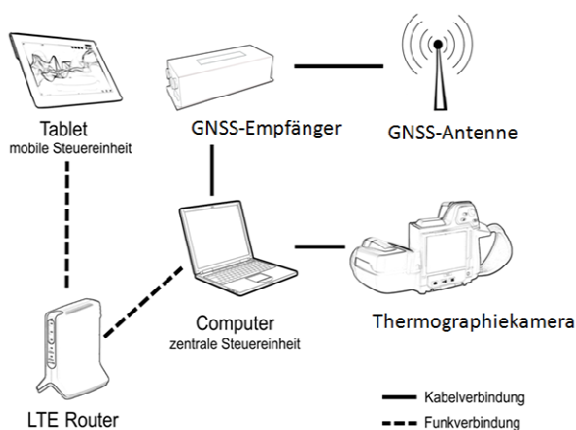 Tablet
mobile Steuereinheit
GNSS-Empfänger
GNSS-Antenne
Computer
zentrale Steuereinheit
Thermographiekamera
LTE Router
Kabelverbindung
Funkverbindung